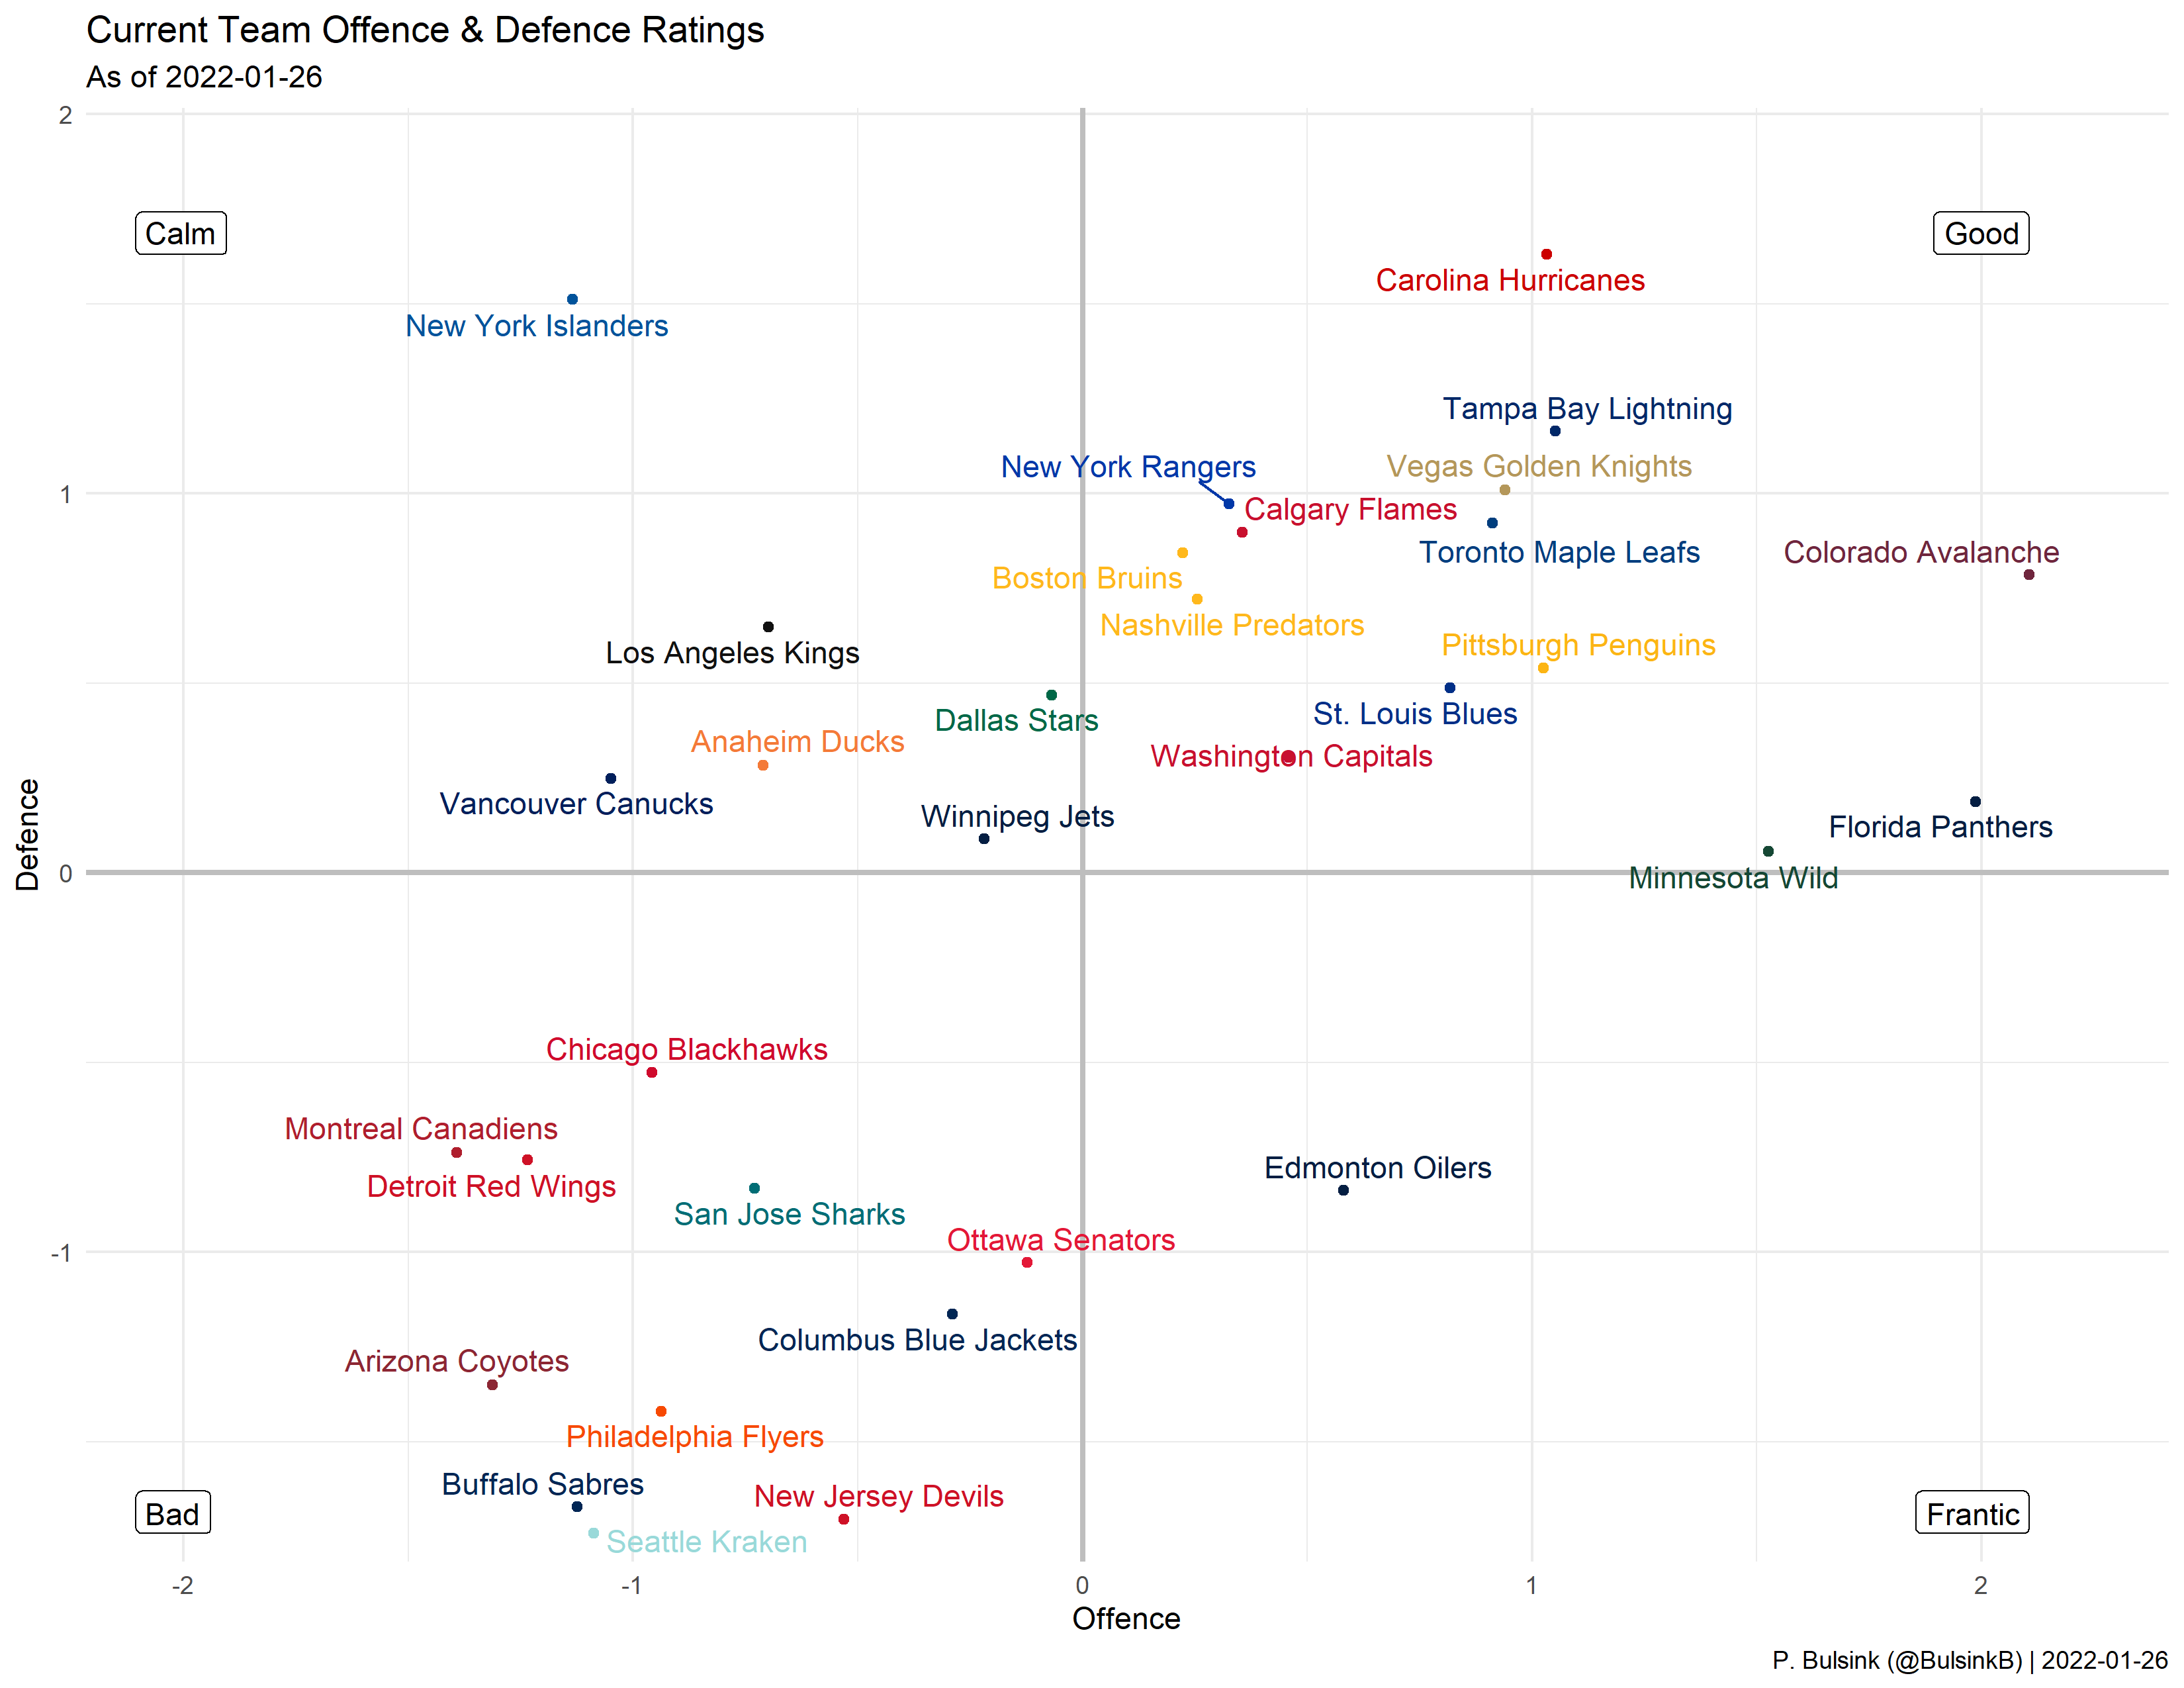 Current Team Offence & Defence Ratings
As of 2022-01-26
2
Calm
Good
Carolina Hurricanes
New York Islanders
Tampa Bay Lightning
New York Rangers
Vegas Golden Knights
1
Calgary Flames
Toronto Maple Leafs
Colorado Avalanche
Boston Bruins
Nashville Predators
Los Angeles Kings
Pittsburgh Penguins
Dallas Stars
St. Louis Blues
Anaheim Ducks
Washington Capitals
Vancouver Canucks
Winnipeg Jets
Florida Panthers
Defence
0
Minnesota Wild
Chicago Blackhawks
Montreal Canadiens
Detroit Red Wings
Edmonton Oilers
San Jose Sharks
Ottawa Senators
-1
Columbus Blue Jackets
Arizona Coyotes
Philadelphia Flyers
Buffalo Sabres
New Jersey Devils
Bad
Frantic
Seattle Kraken
-2
-1
0
1
2
Offence
P. Bulsink (@BulsinkB) | 2022-01-26